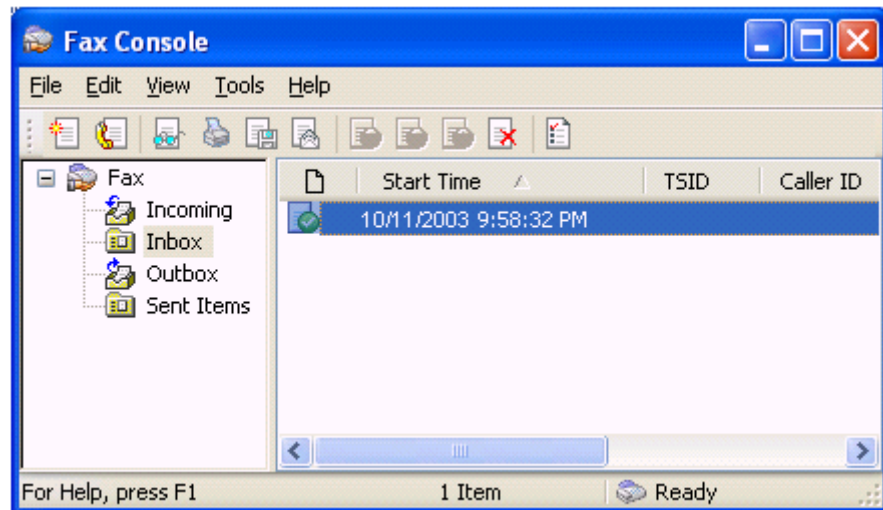 Fax Console
File Edit View Tools Help
Fax
Incoming
Inbox
Outbox
Sent Items
Start Time TSID Caller ID
10/11/2003 9:58:32 PM
For Help, press F1 1 Item Ready